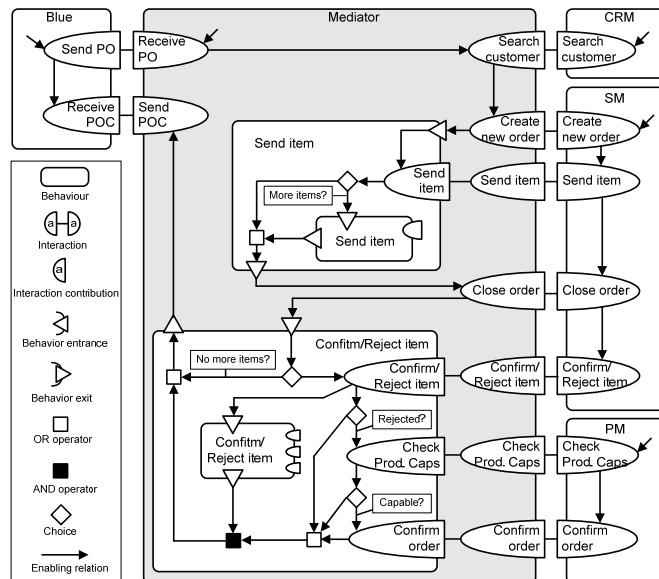 Blue
Mediator
CRM
Send PO
Receive
PO
Search
customer
Search
customer
Receive
POC
Send
POC
SM
Create
new order
Create
new order
Send item
Send
item
Send item
Send item
More items?
Send item
Close order
Close order
Confitm/Reject item
No more items?
Confirm/
Reject item
Confirm/
Reject item
Confirm/
Reject item
Rejected?
Confitm/
Reject item
PM
Check
Prod. Caps
Check
Prod. Caps
Check
Prod. Caps
Capable?
Confirm
order
Confirm
order
Confirm
order
Behaviour
a
a
Interaction
a
Interaction contribution
Behavior entrance
Behavior exit
OR operator
AND operator
Choice
Enabling relation